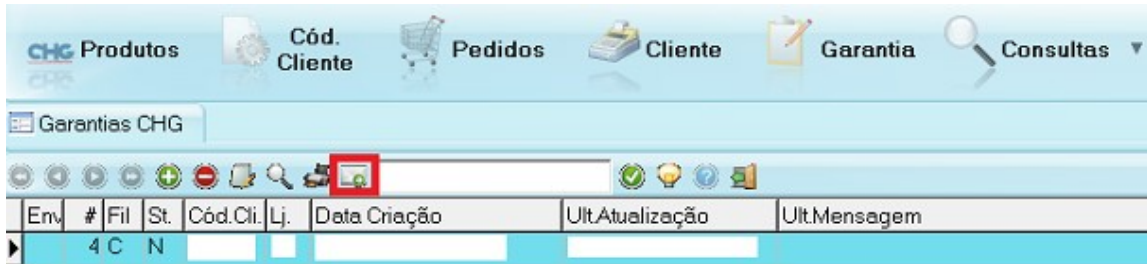 CHG Produtos Cód. Cliente Pedidos Cliente Garantia Consultas
Garantias CHG
Env # Fil St. Cód.Cli. Lj. Data Criação Ult.Atualização Ult.Mensagem
4 C N